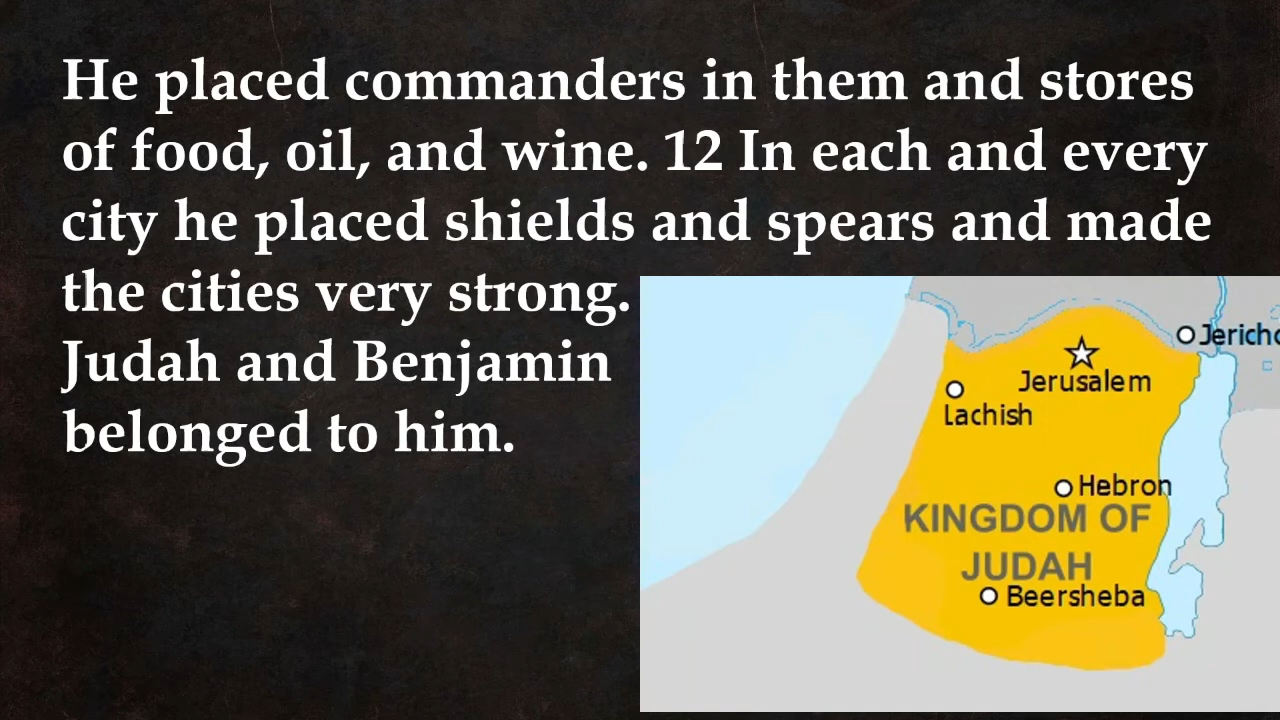 He placed commanders in them and stores
of food, oil, and wine. 12 In each and every
city he placed shields and spears and made
the cities very strong.
Judah and Benjamin
belonged to him.
Jericho
Jerusalem
Lachish
Hebron
KINGDOM OF
JUDAH
Beersheba